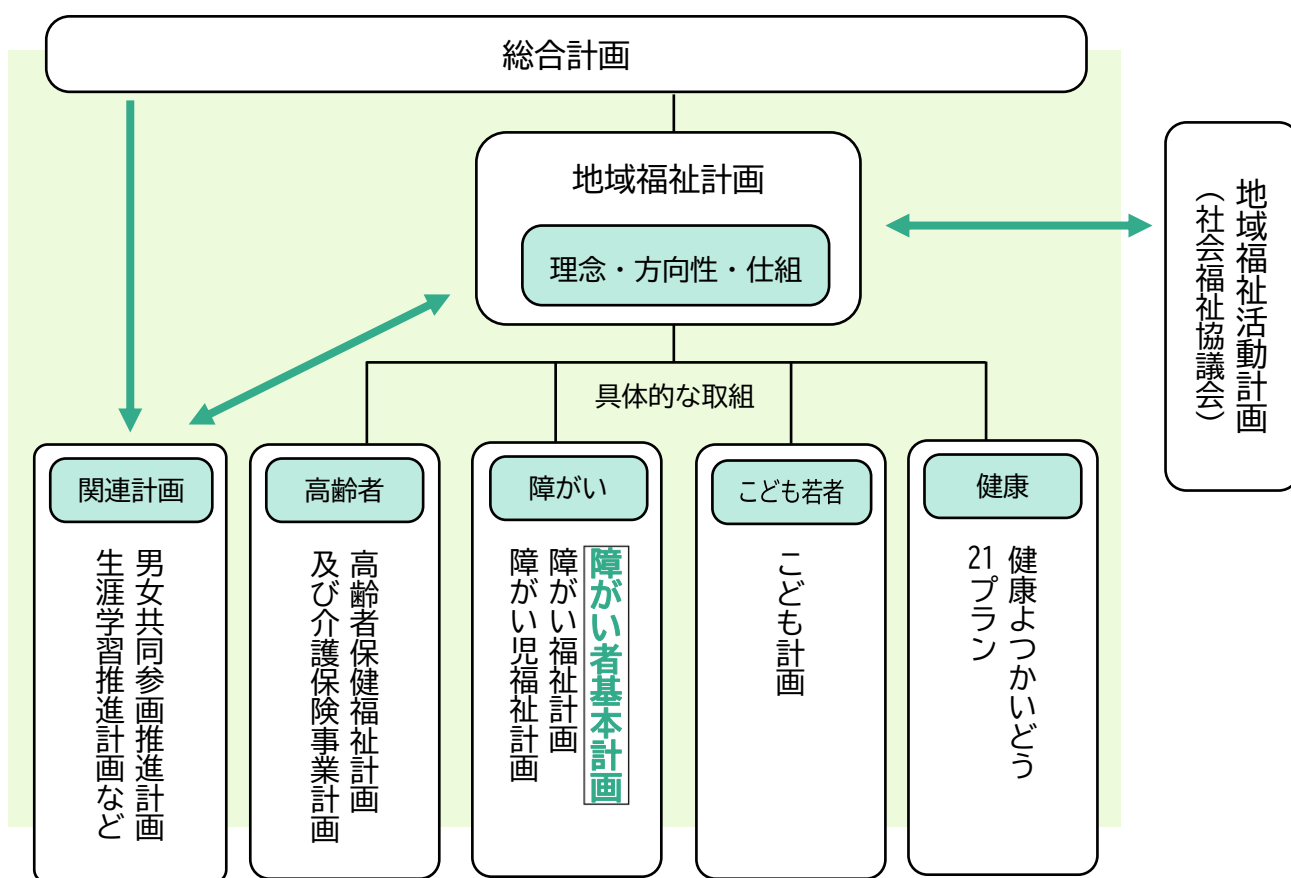 総合計画
地域福祉計画
理念・方向性・仕組
地域福祉活動計画
（社会福祉協議会）
具体的な取組
関連計画
男女共同参画推進計画
生涯学習推進計画など
高齢者
高齢者保健福祉計画
及び介護保険事業計画
障がい
障がい者基本計画
障がい福祉計画
障がい児福祉計画
こども若者
こども計画
健康
健康よつかいどう
21プラン